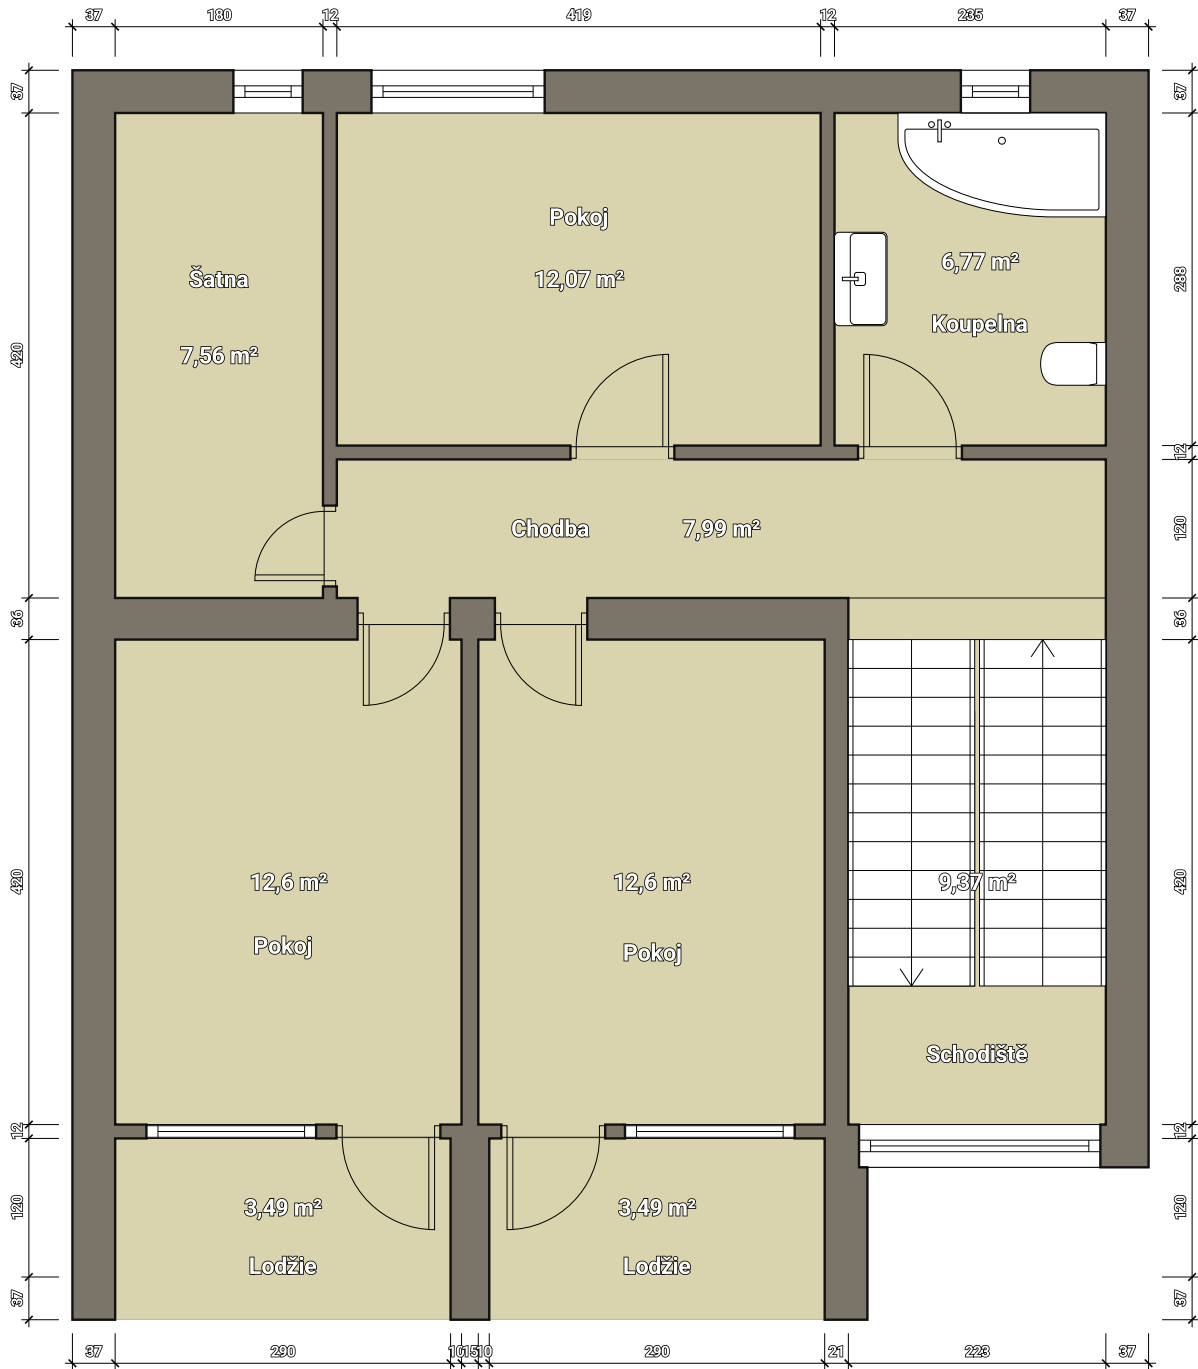 37 180 12 419 12 235 37
37
37
Pokoj
Šatna
12,07 m²
6,77 m²
Koupelna
7,56 m²
420
288
12
Chodba 7,99 m²
120
36
36
12,6 m²
12,6 m²
9,37 m²
Pokoj
Pokoj
420
420
Schodiště
12
12
3,49 m²
3,49 m²
Lodžie
Lodžie
120
120
37
37
37 290 10 15 10 290 21 223 37